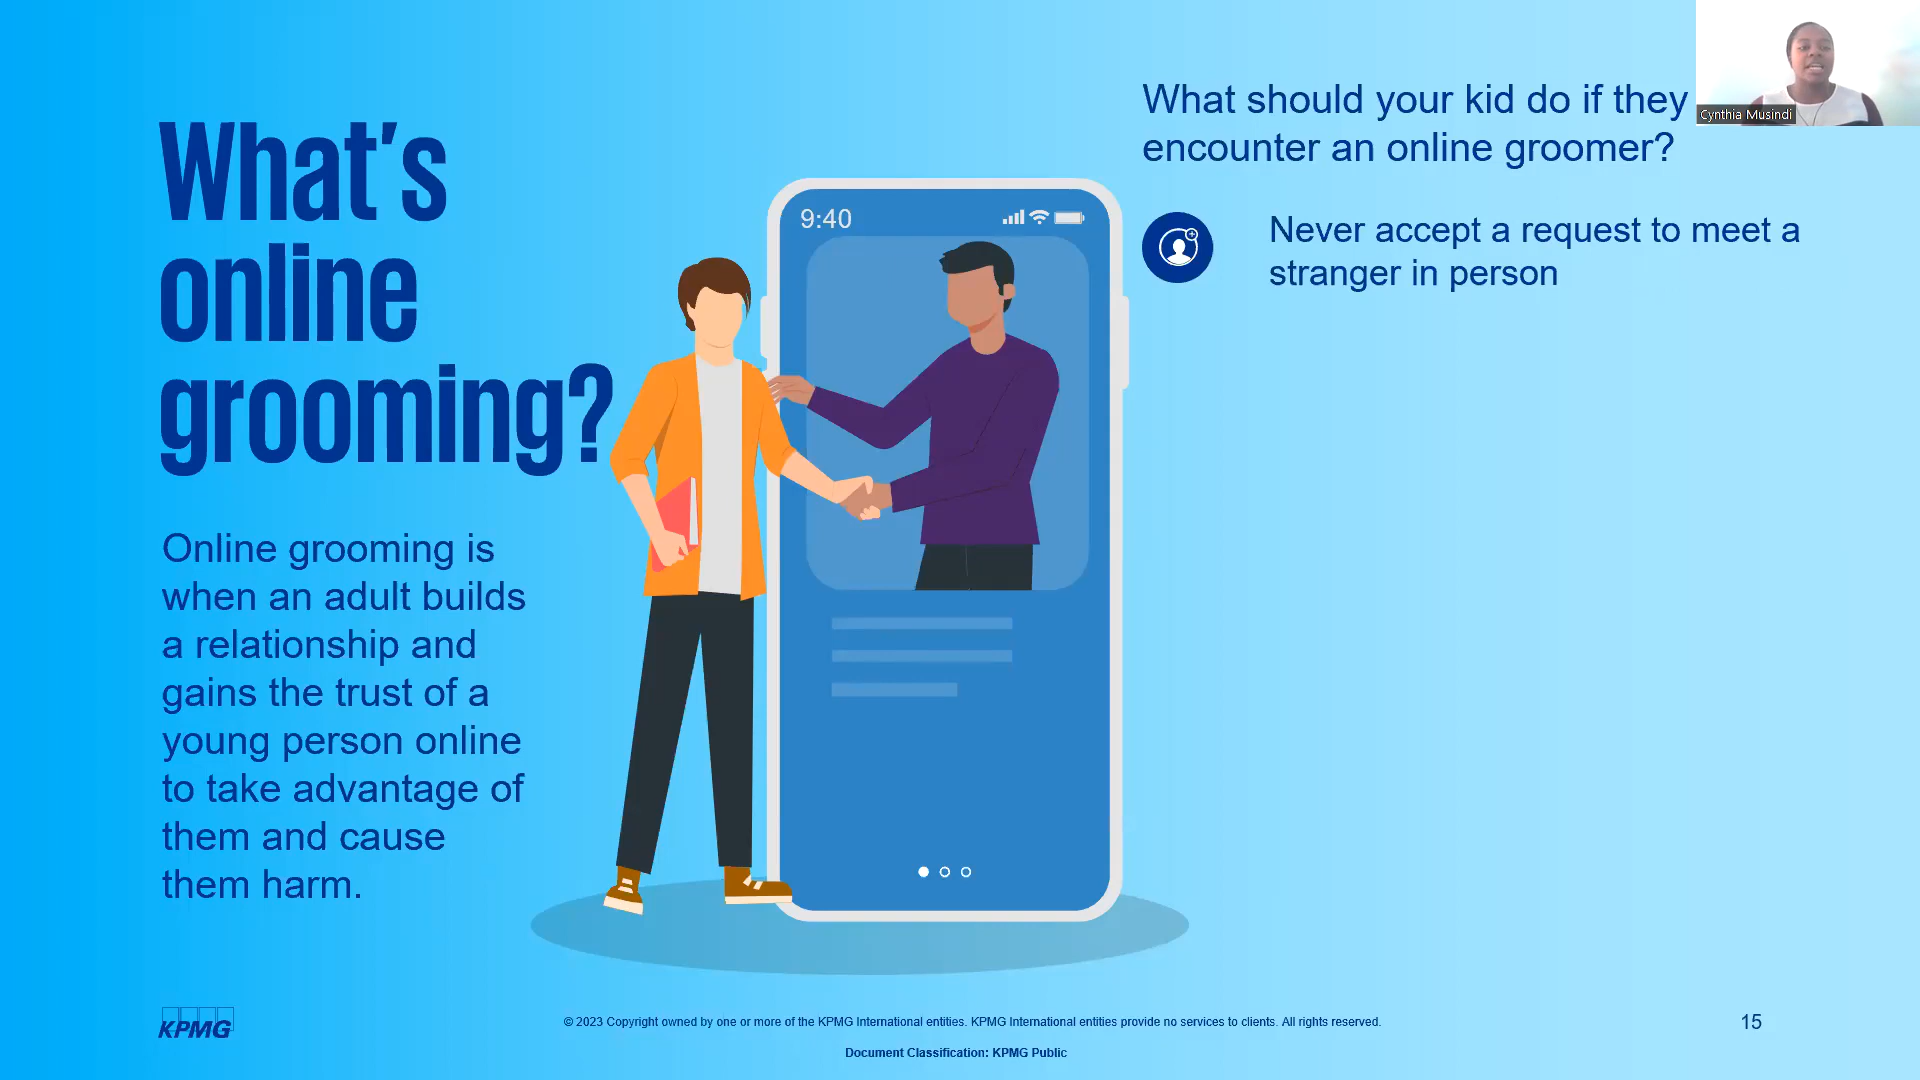 What's
online
grooming?
Online grooming is
when an adult builds
a relationship and
gains the trust of a
young person online
to take advantage of
them and cause
them harm.
9:40
What should your kid do if they
encounter an online groomer?
Never accept a request to meet a
stranger in person
Cynthia Musindi
KPMG
© 2023 Copyright owned by one or more of the KPMG International entities. KPMG International entities provide no services to clients. All rights reserved.
15
Document Classification: KPMG Public